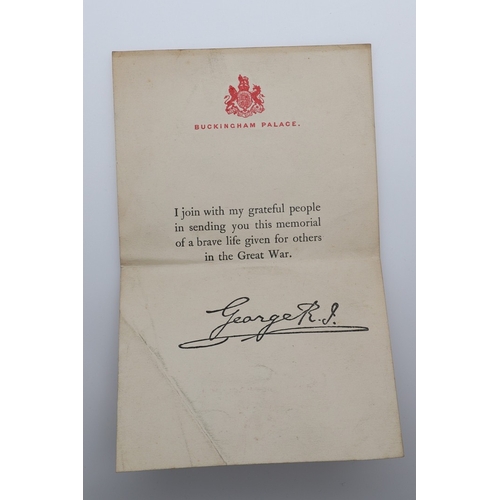 BUCKINGHAM PALACE.
I join with my grateful people
in sending you this memorial
of a brave life given for others
in the Great War.
George R.I.